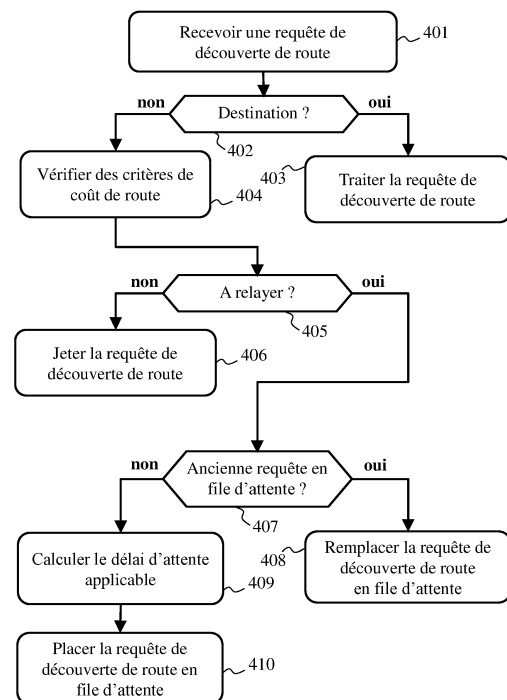 Recevoir une requête de
découverte de route
401
non
Destination ?
oui
402
Vérifier des critères de
coût de route
404
403
Traiter la requête de
découverte de route
non
A relayer ?
oui
405
Jeter la requête de
découverte de route
406
non
Ancienne requête en
file d'attente ?
oui
407
Calculer le délai d'attente
applicable
409
408
Remplacer la requête de
découverte de route
en file d'attente
Placer la requête de
découverte de route en
file d'attente
410